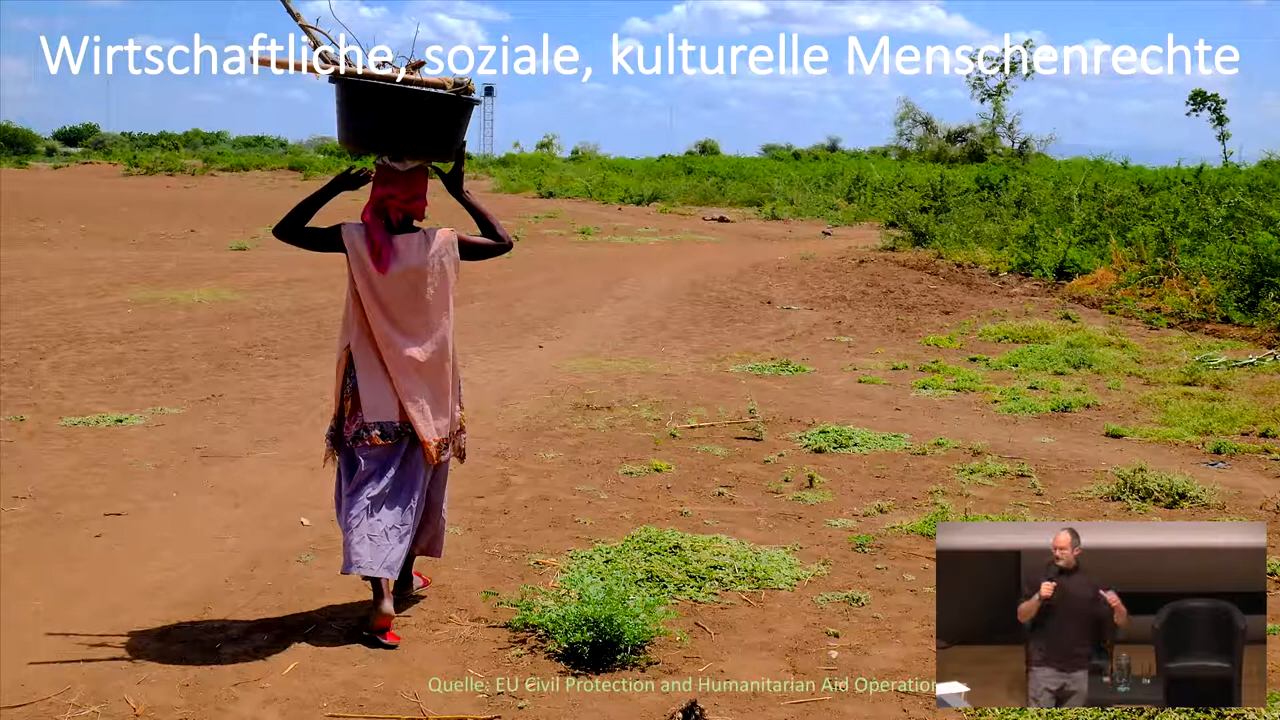 Wirtschaftliche, soziale, kulturelle Menschenrechte
Quelle: EU Civil Protection and Humanitarian Aid Operation